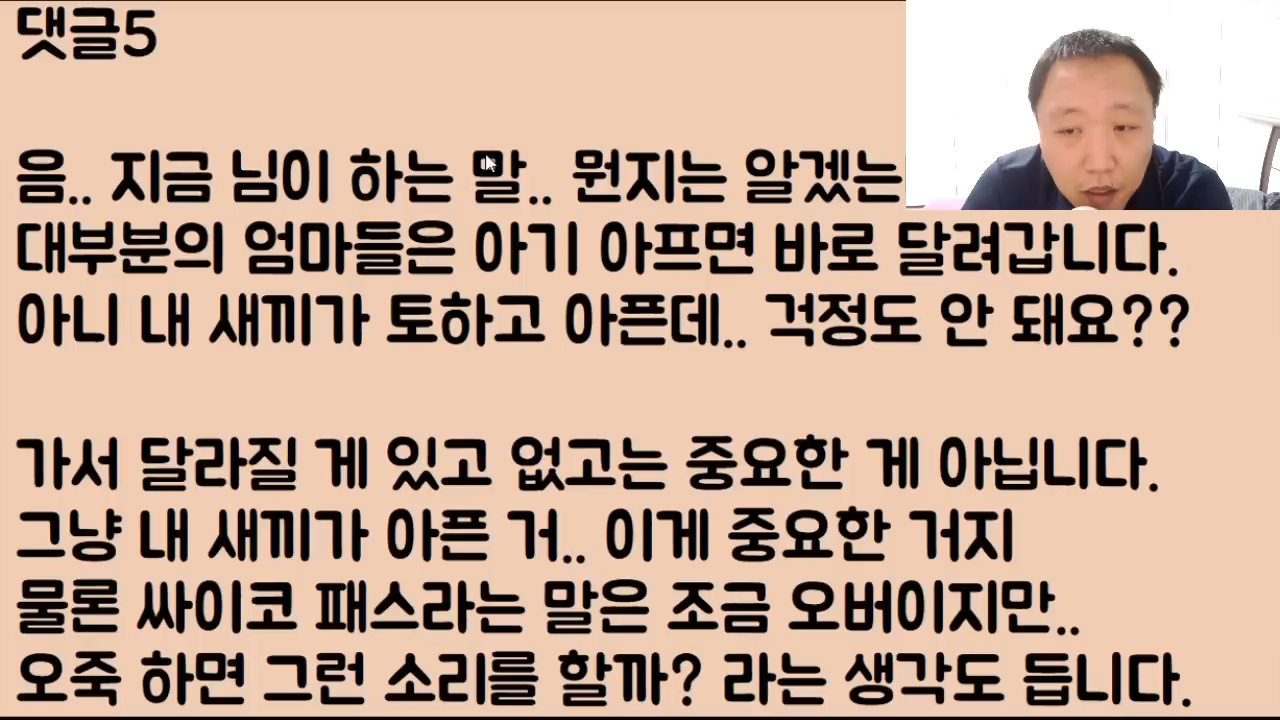 댓글5
음.. 지금 님이 하는 말.. 뭔지는 알겠는
대부분의 엄마들은 아기 아프면 바로 달려갑니다.
아니 내 새끼가 토하고 아픈데.. 걱정도 안 돼요??
가서 달라질 게 있고 없고는 중요한 게 아닙니다.
그냥 내 새끼가 아픈 거.. 이게 중요한 거지
물론 싸이코 패스라는 말은 조금 오버이지만..
오죽 하면 그런 소리를 할까? 라는 생각도 듭니다.